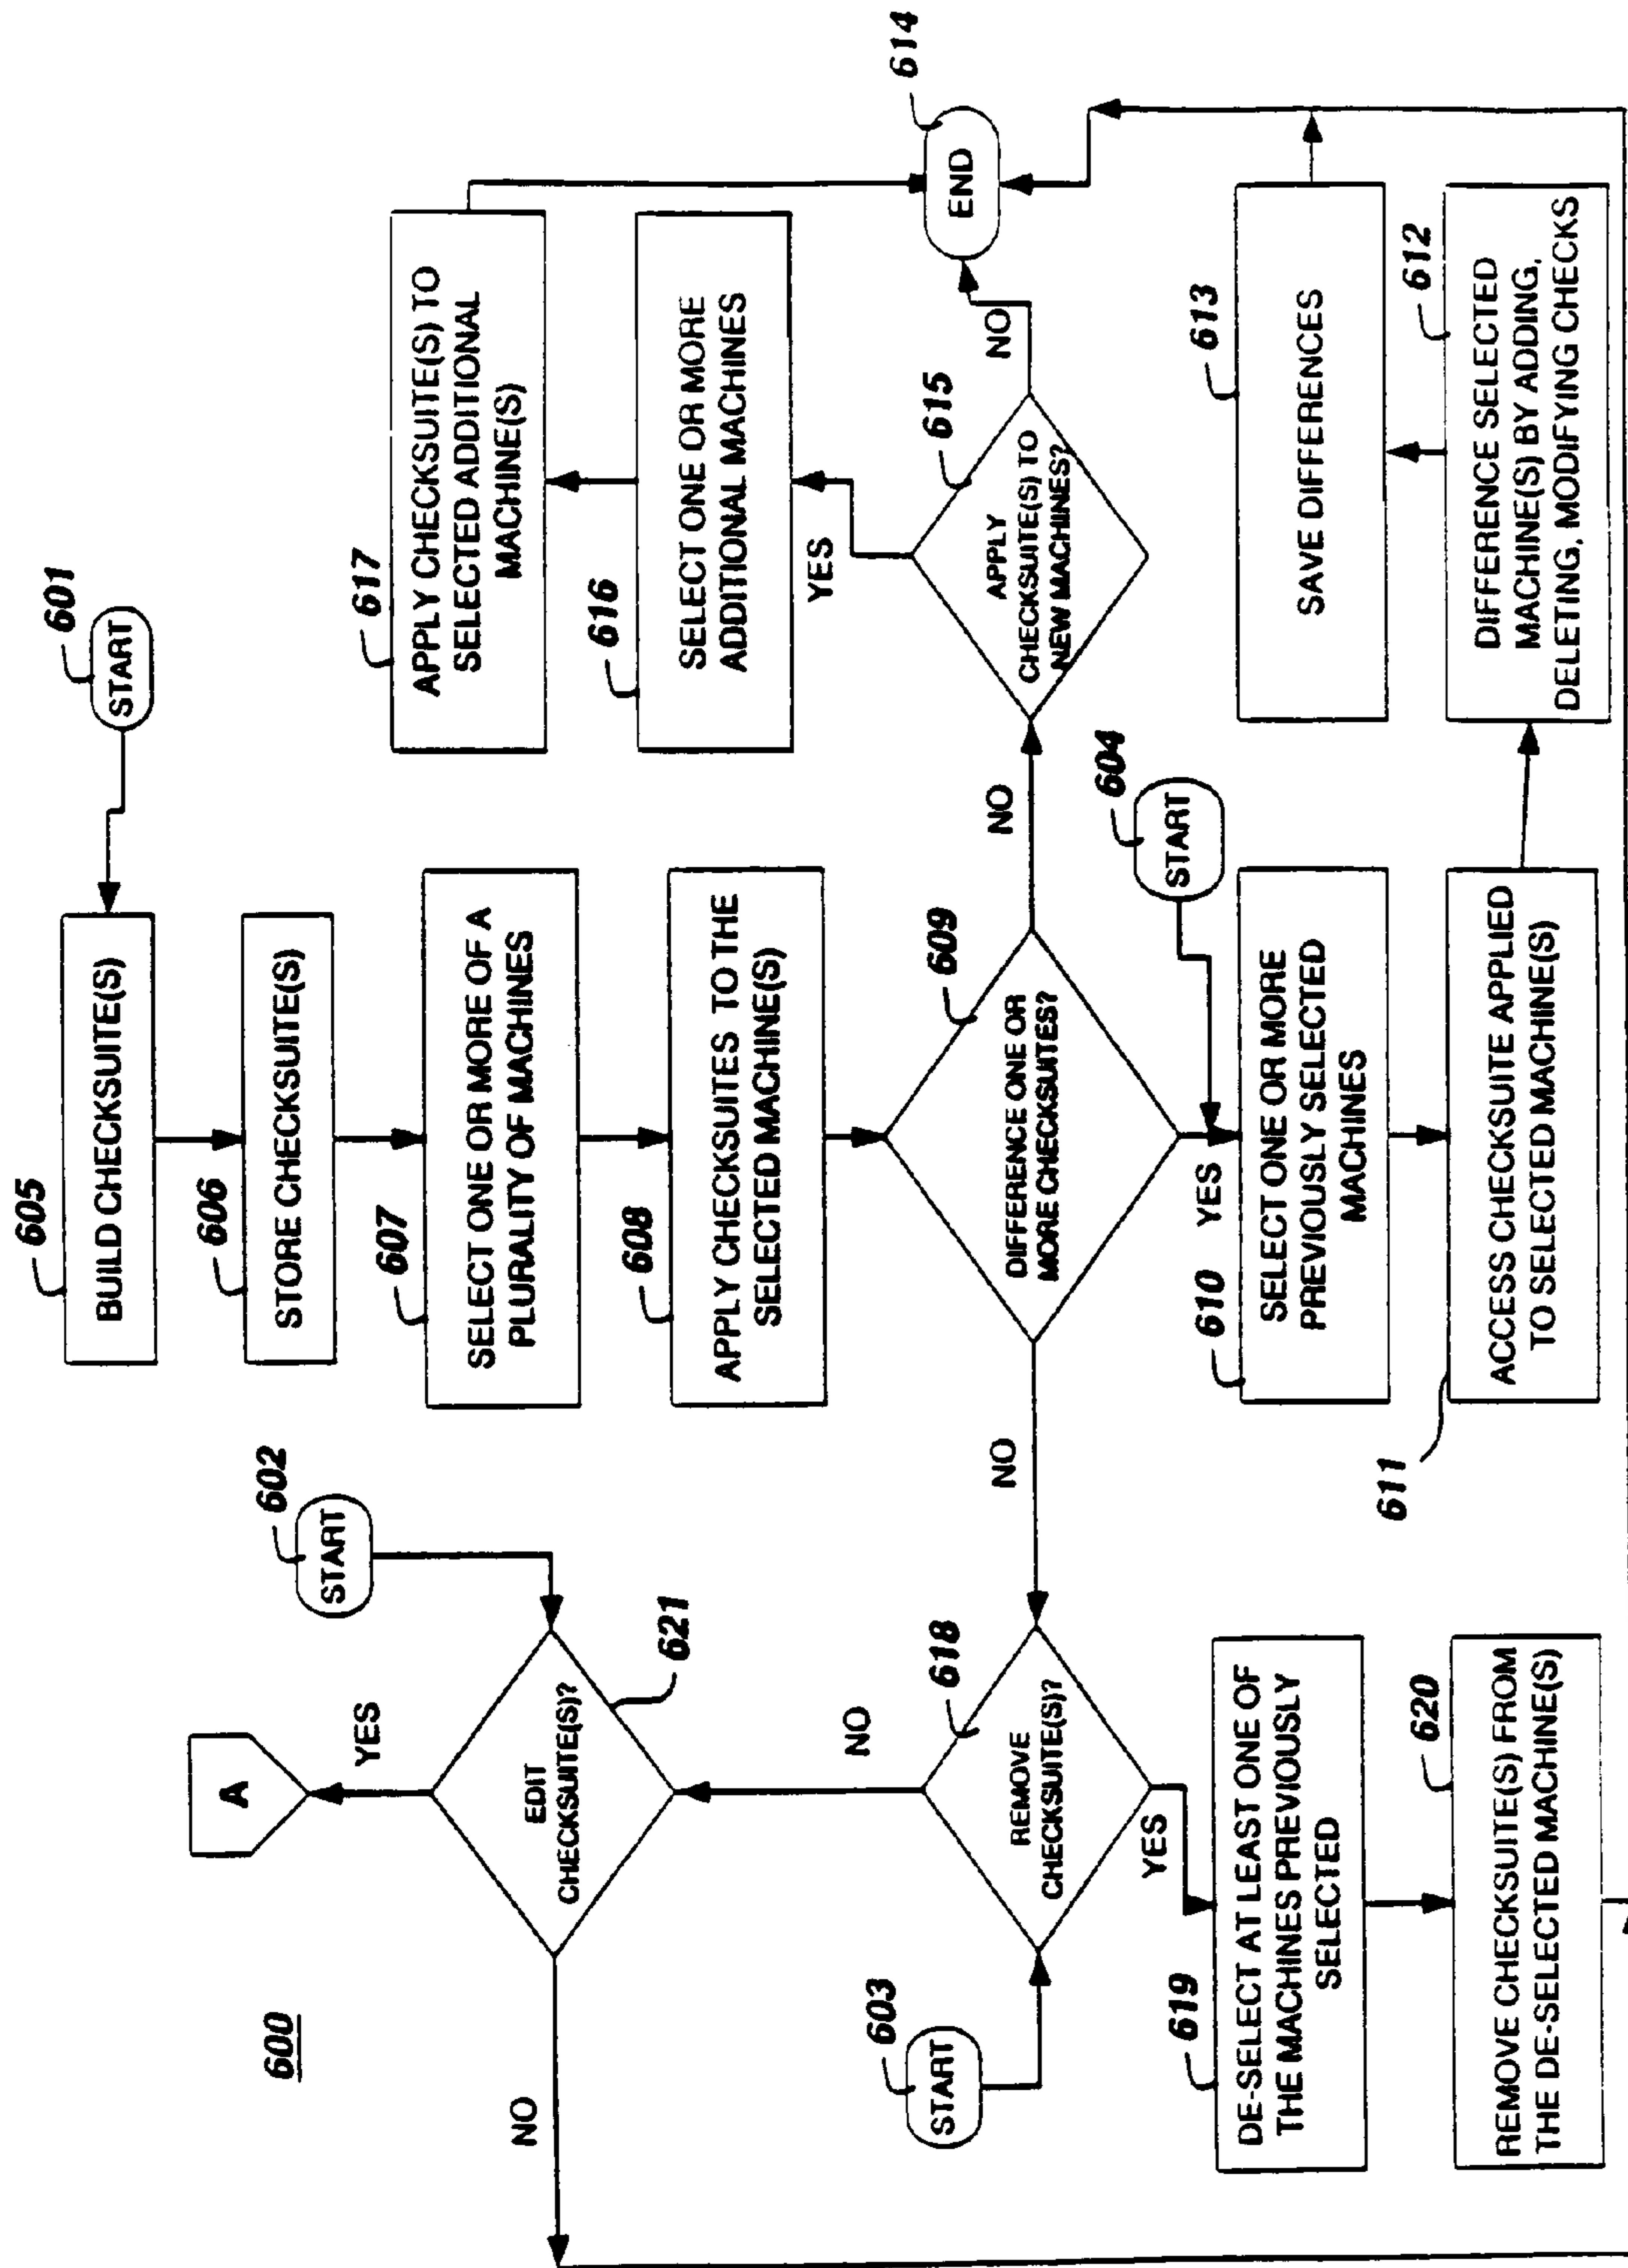 600
601
START
605
BUILD CHECKSUITE(S)
606
STORE CHECKSUITE(S)
607
SELECT ONE OR MORE OF A
PLURALITY OF MACHINES
608
APPLY CHECKSUITES TO THE
SELECTED MACHINE(S)
609
DIFFERENCE ONE OR
MORE CHECKSUITES?
NO
NO
YES
604
START
610
SELECT ONE OR MORE
PREVIOUSLY SELECTED
MACHINES
611
ACCESS CHECKSUITE APPLIED
TO SELECTED MACHINE(S)
612
DIFFERENCE SELECTED
MACHINE(S) BY ADDING,
DELETING, MODIFYING CHECKS
613
SAVE DIFFERENCES
614
END
615
APPLY
CHECKSUITE(S) TO
NEW MACHINES?
NO
YES
616
SELECT ONE OR MORE
ADDITIONAL MACHINES
617
APPLY CHECKSUITE(S) TO
SELECTED ADDITIONAL
MACHINE(S)
602
START
621
EDIT
CHECKSUITE(S)?
YES
A
NO
603
START
618
REMOVE
CHECKSUITE(S)?
NO
YES
619
DE-SELECT AT LEAST ONE OF
THE MACHINES PREVIOUSLY
SELECTED
620
REMOVE CHECKSUITE(S) FROM
THE DE-SELECTED MACHINE(S)